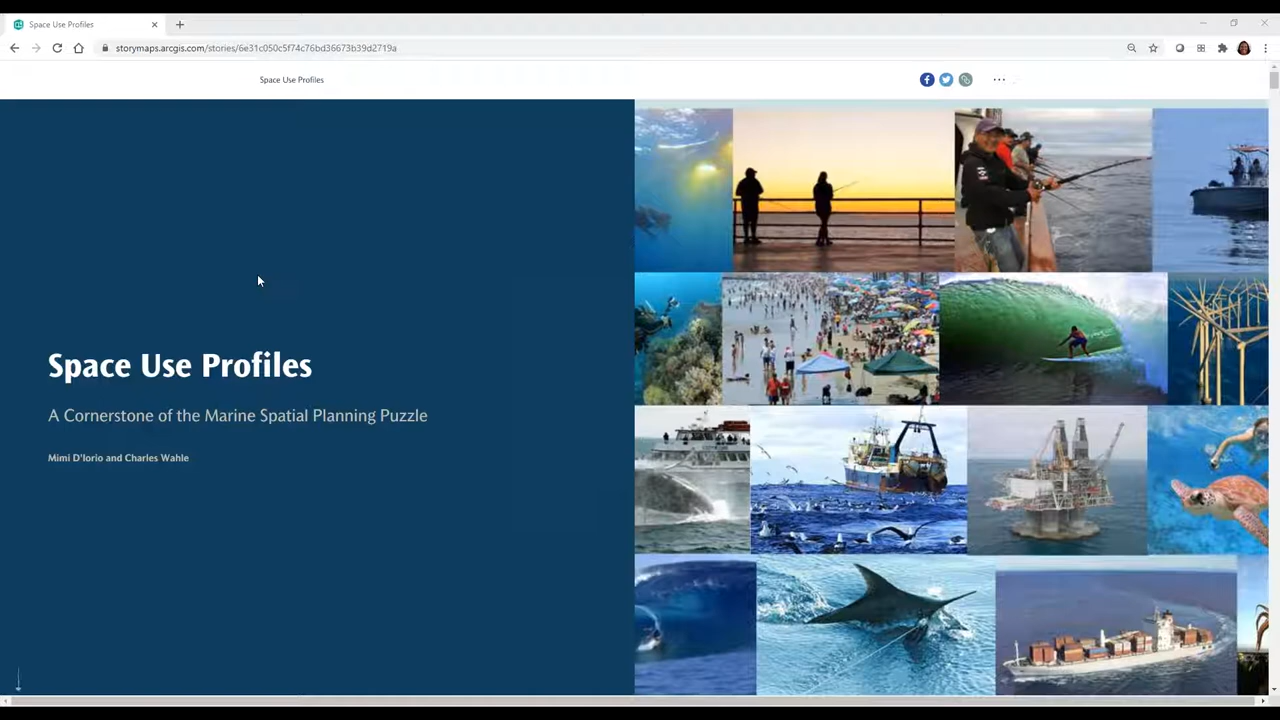 Space Use Profiles
storymaps.arcgis.com/stories/6e31c050c5f74c76bd36673b39d2719a
Space Use Profiles
Space Use Profiles
A Cornerstone of the Marine Spatial Planning Puzzle
Mimi D'Iorio and Charles Wahle